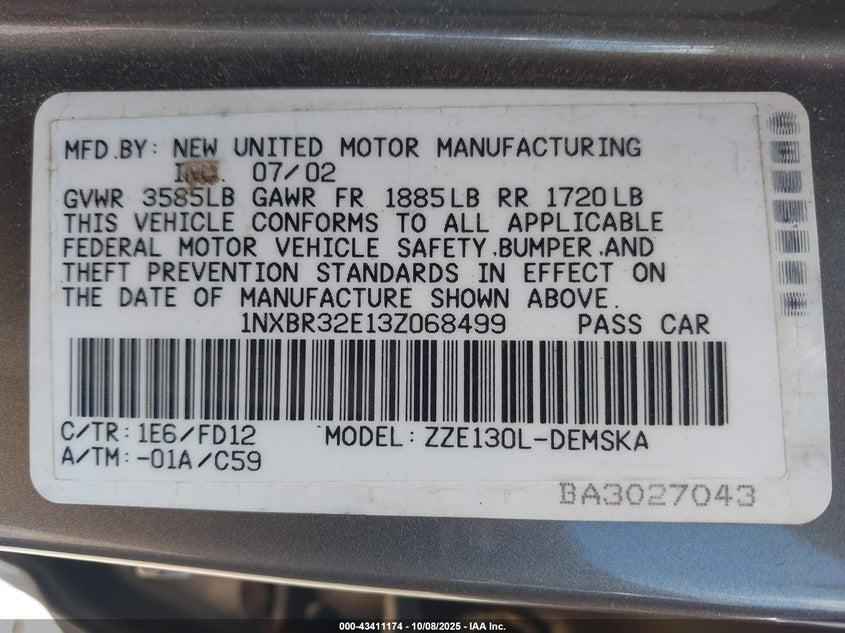 MFD.BY: NEW UNITED MOTOR MANUFACTURING
INC. 07/02
GVWR 3585LB GAWR FR 1885LB RR 1720LB
THIS VEHICLE CONFORMS TO ALL APPLICABLE
FEDERAL MOTOR VEHICLE SAFETY,BUMPER,AND
THEFT PREVENTION STANDARDS IN EFFECT ON
THE DATE OF MANUFACTURE SHOWN ABOVE.
1NXBR32E13Z068499 PASS CAR
C/TR: 1E6/FD12 MODEL: ZZE130L-DEMSKA
A/TM:-01A/C59
BA3027043
000-43411174 - 10/08/2025 - IAA Inc.